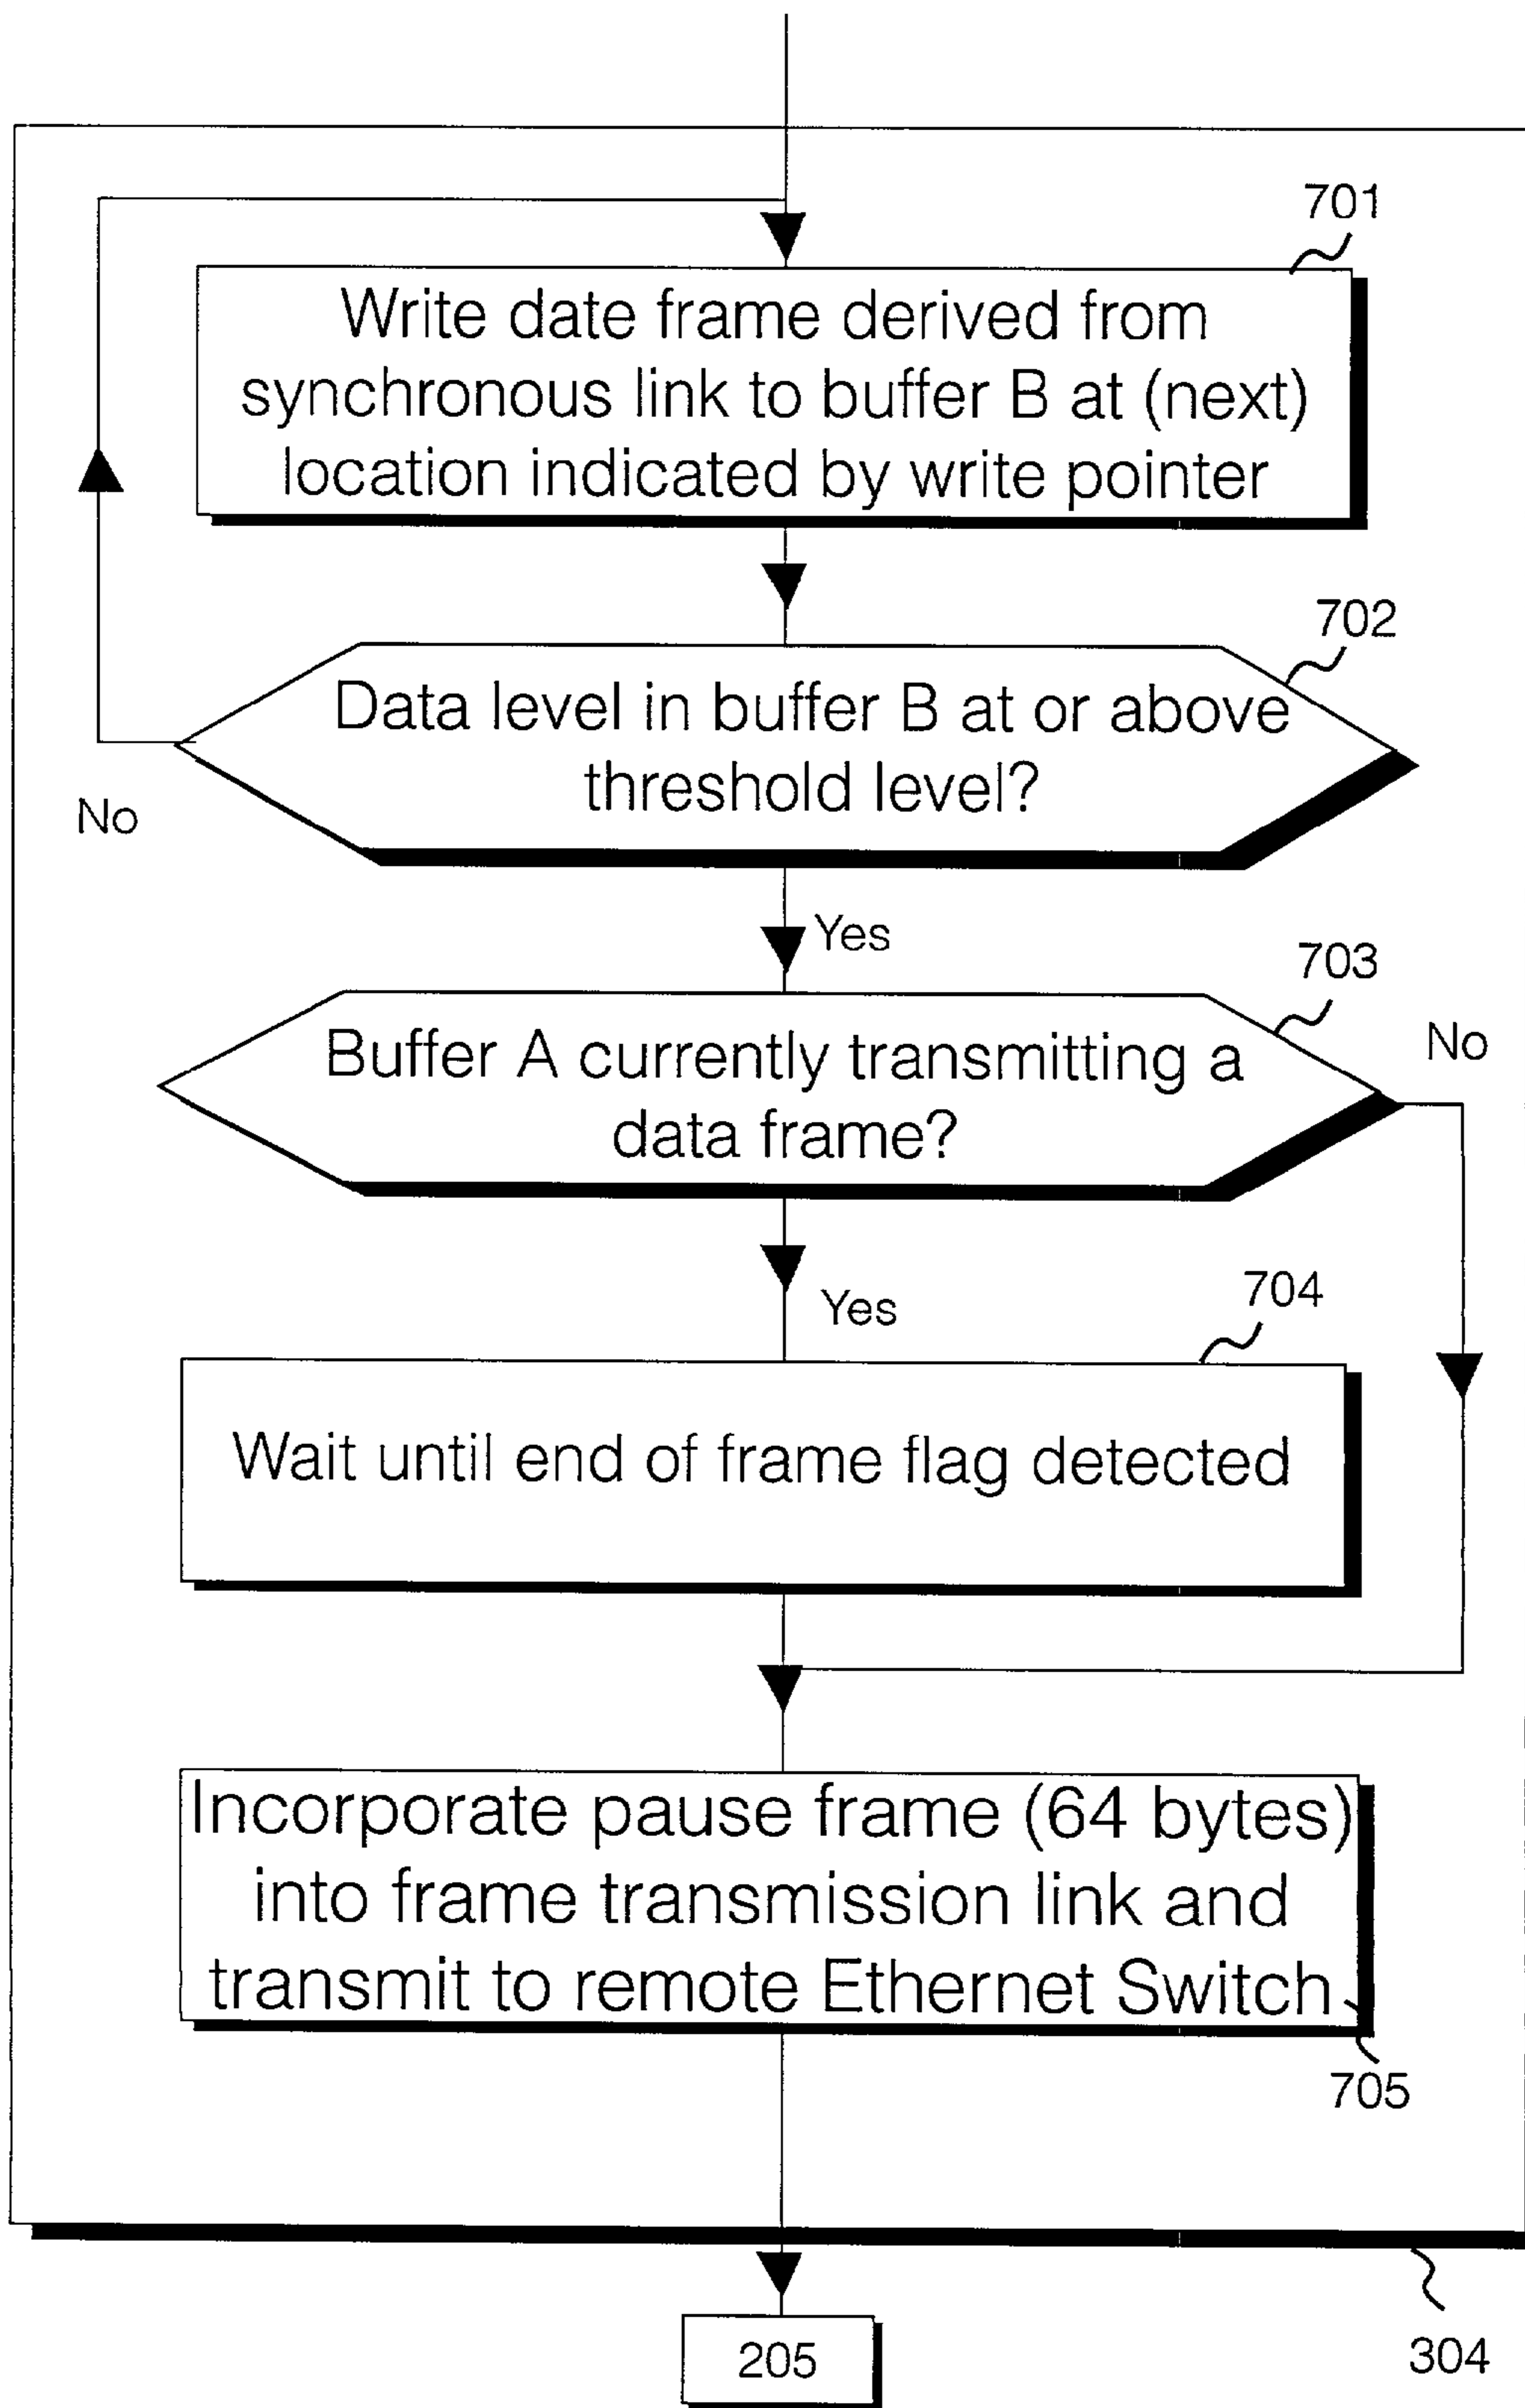 701
Write date frame derived from
synchronous link to buffer B at (next)
location indicated by write pointer
702
Data level in buffer B at or above
threshold level?
No
Yes
703
Buffer A currently transmitting a
data frame?
No
Yes
704
Wait until end of frame flag detected
Incorporate pause frame (64 bytes)
into frame transmission link and
transmit to remote Ethernet Switch
705
205
304